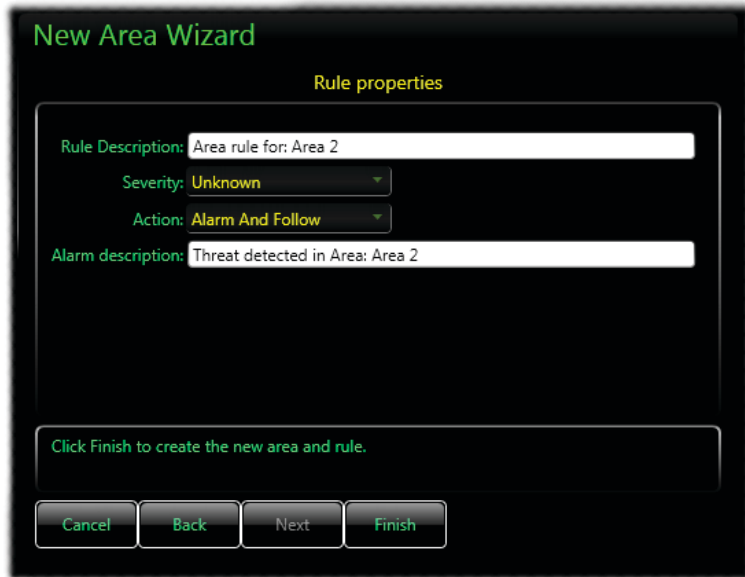 New Area Wizard
Rule properties
Rule Description: Area rule for: Area 2
Severity: Unknown
Action: Alarm And Follow
Alarm description: Threat detected in Area: Area 2
Click Finish to create the new area and rule.
Cancel Back Next Finish